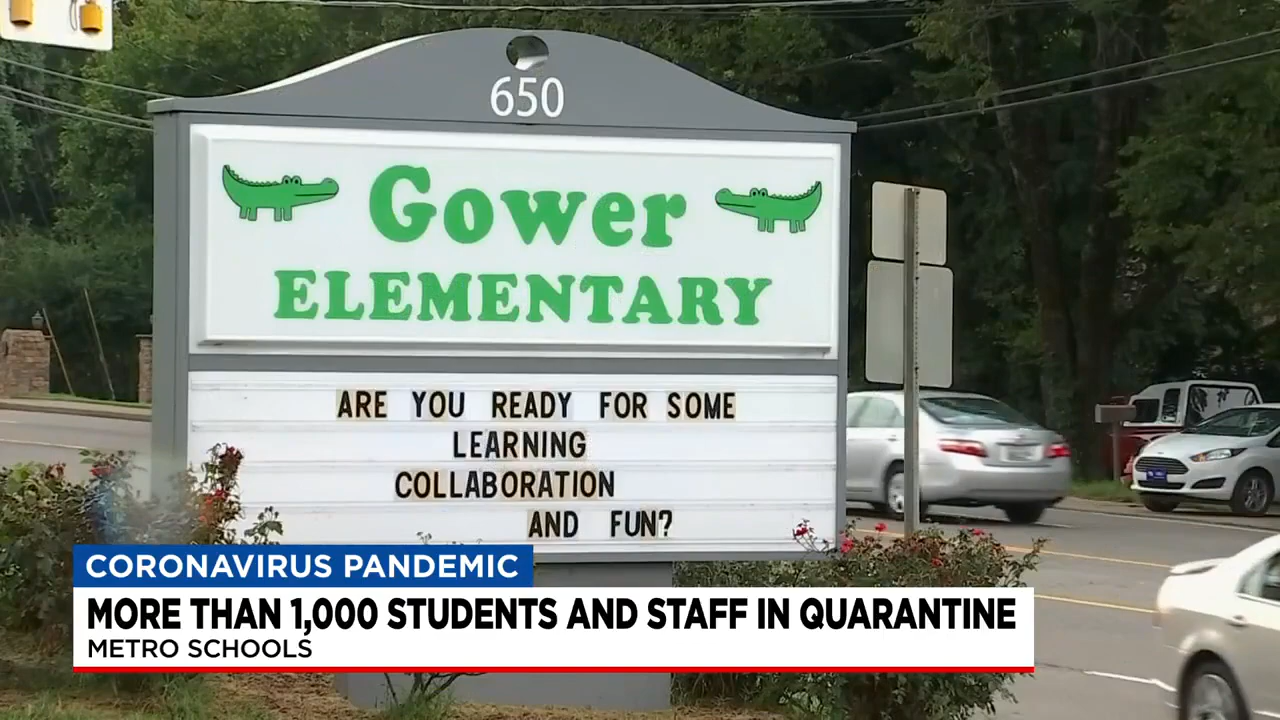 650
Gower
ELEMENTARY
ARE YOU READY FOR SOME
LEARNING
COLLABORATION
AND FUN?
CORONAVIRUS PANDEMIC
MORE THAN 1,000 STUDENTS AND STAFF IN QUARANTINE
METRO SCHOOLS